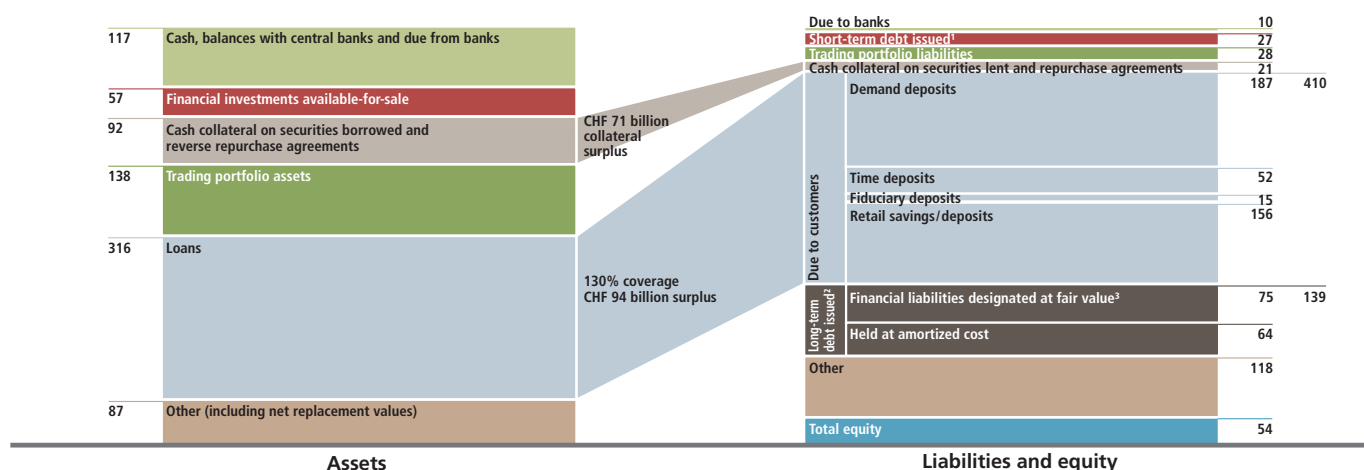 117
Cash, balances with central banks and due from banks
57
Financial investments available-for-sale
92
Cash collateral on securities borrowed and
reverse repurchase agreements
138
Trading portfolio assets
316
Loans
87
Other (including net replacement values)
CHF 71 billion
collateral
surplus
130% coverage
CHF 94 billion surplus
Due to banks
10
Short-term debt issued¹
27
Trading portfolio liabilities
28
Cash collateral on securities lent and repurchase agreements
21
Due to customers
Demand deposits
187
410
Time deposits
52
Fiduciary deposits
15
Retail savings/deposits
156
Long-term
debt issued²
Financial liabilities designated at fair value³
75
139
Held at amortized cost
64
Other
118
Total equity
54
Assets
Liabilities and equity